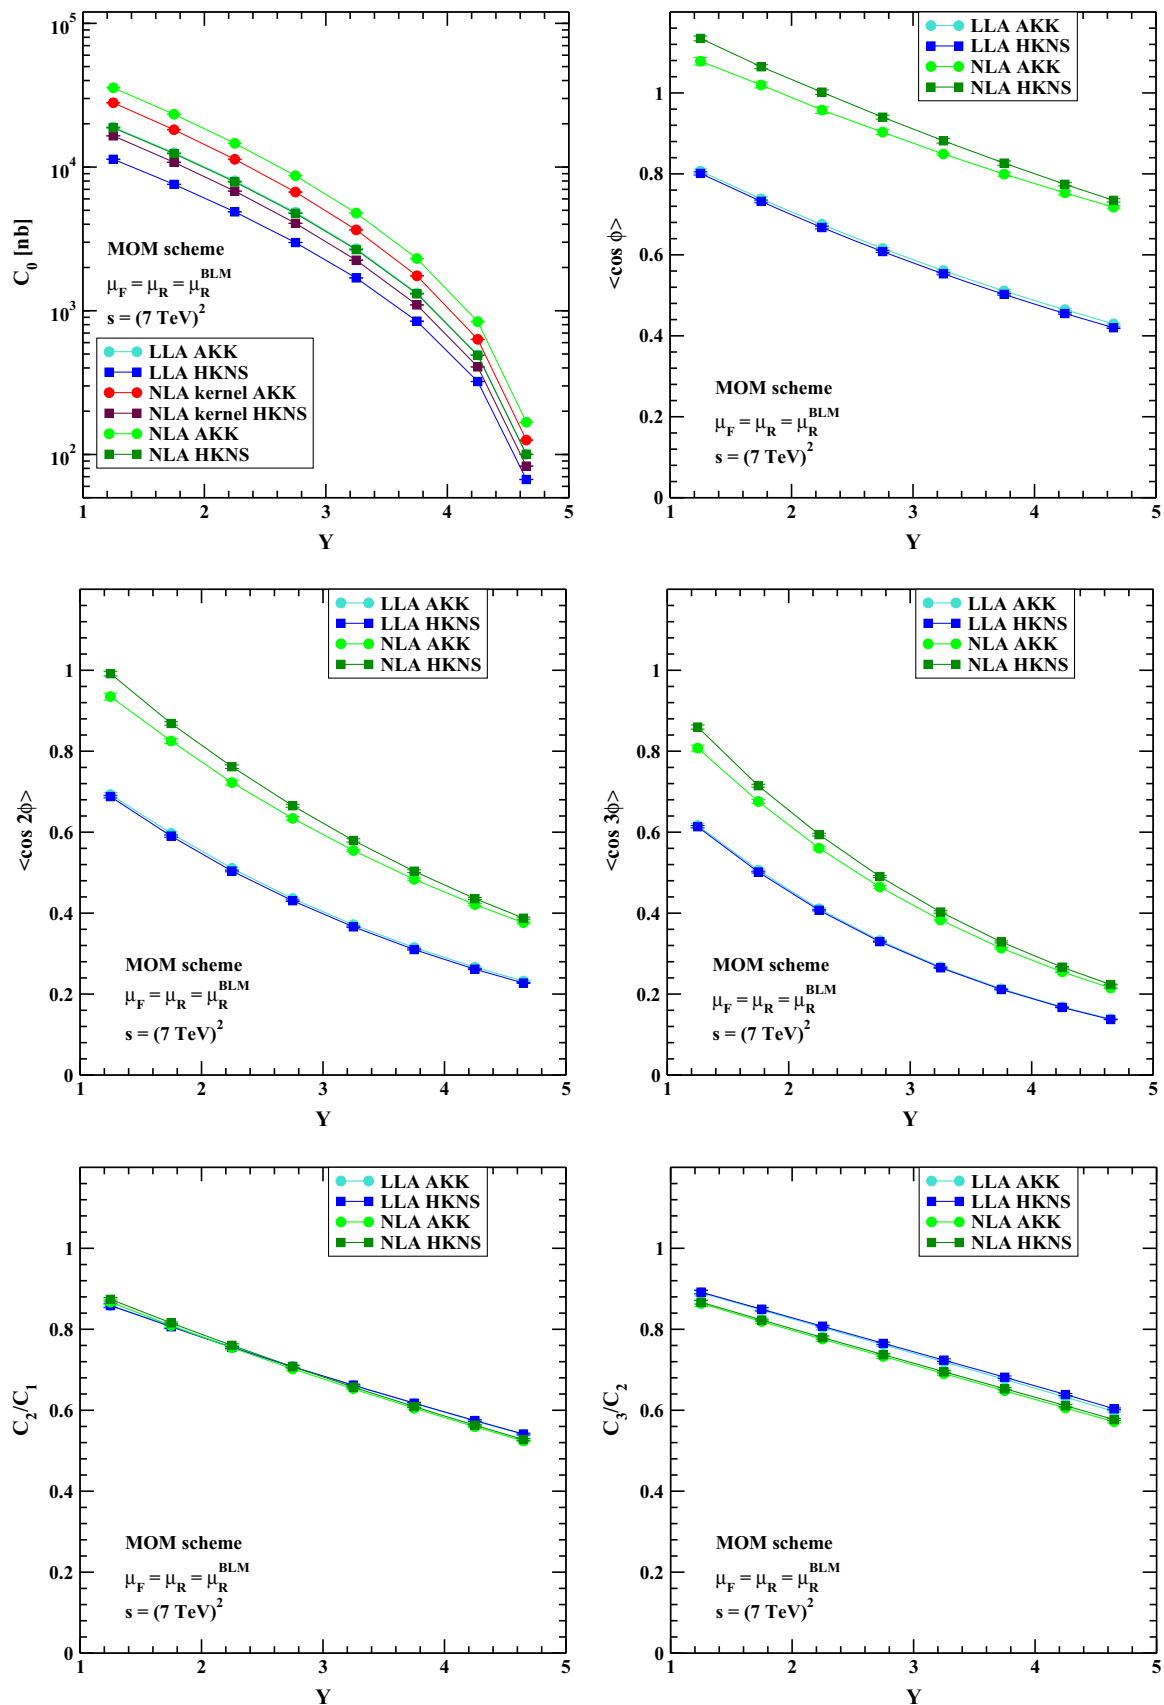 10^5
10^4
10^3
10^2
C_0 [nb]
MOM scheme
μ_F = μ_R = μ_R^BLM
s = (7 TeV)^2
LLA AKK
LLA HKNS
NLA kernel AKK
NLA kernel HKNS
NLA AKK
NLA HKNS
1 2 3 4 5
Y
LLA AKK
LLA HKNS
NLA AKK
NLA HKNS
1
0.8
0.6
0.4
0.2
0
<cos ϕ>
MOM scheme
μ_F = μ_R = μ_R^BLM
s = (7 TeV)^2
1 2 3 4 5
Y
LLA AKK
LLA HKNS
NLA AKK
NLA HKNS
1
0.8
0.6
0.4
0.2
0
<cos 2ϕ>
MOM scheme
μ_F = μ_R = μ_R^BLM
s = (7 TeV)^2
1 2 3 4 5
Y
LLA AKK
LLA HKNS
NLA AKK
NLA HKNS
1
0.8
0.6
0.4
0.2
0
<cos 3ϕ>
MOM scheme
μ_F = μ_R = μ_R^BLM
s = (7 TeV)^2
1 2 3 4 5
Y
LLA AKK
LLA HKNS
NLA AKK
NLA HKNS
1
0.8
0.6
0.4
0.2
0
C_2/C_1
MOM scheme
μ_F = μ_R = μ_R^BLM
s = (7 TeV)^2
1 2 3 4 5
Y
LLA AKK
LLA HKNS
NLA AKK
NLA HKNS
1
0.8
0.6
0.4
0.2
0
C_3/C_2
MOM scheme
μ_F = μ_R = μ_R^BLM
s = (7 TeV)^2
1 2 3 4 5
Y